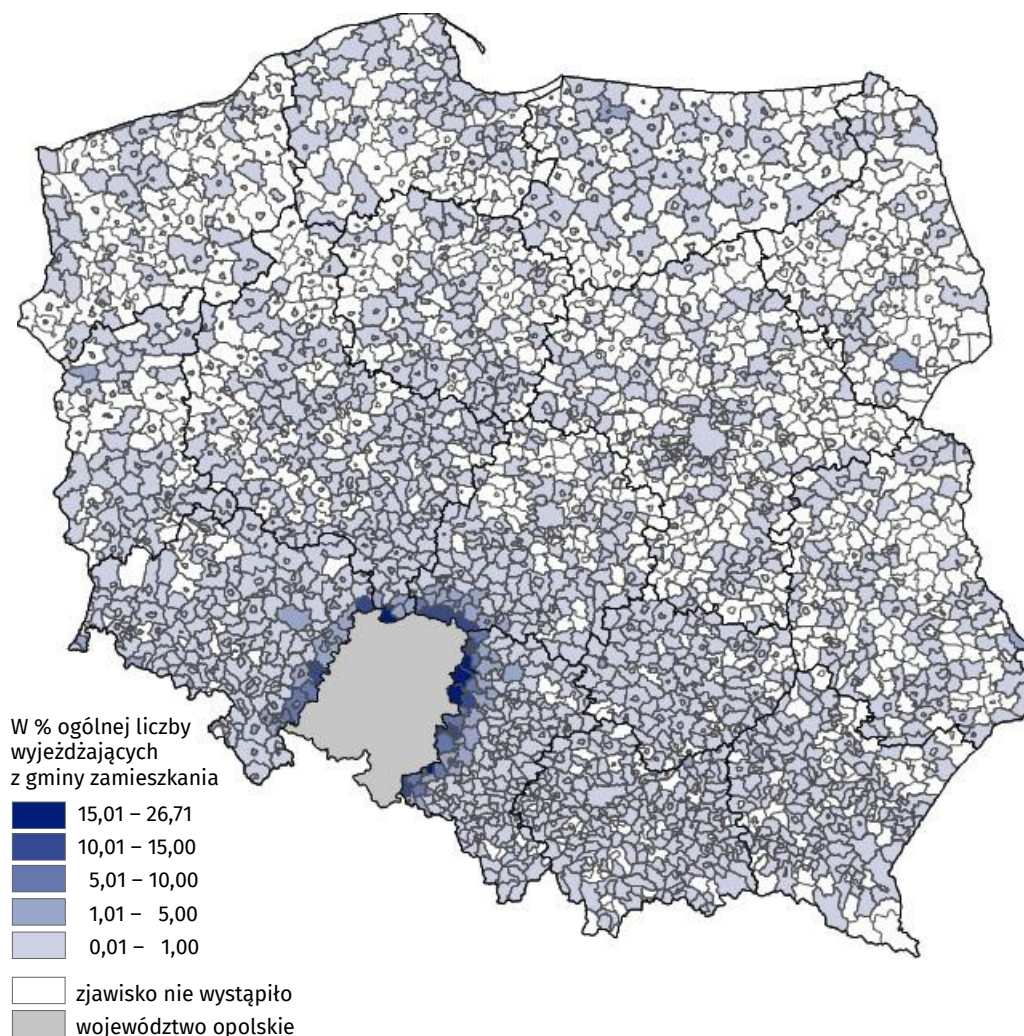 W % ogólnej liczby
wyjeżdżających
z gminy zamieszkania
15,01 – 26,71
10,01 – 15,00
5,01 – 10,00
1,01 – 5,00
0,01 – 1,00
zjawisko nie wystąpiło
województwo opolskie